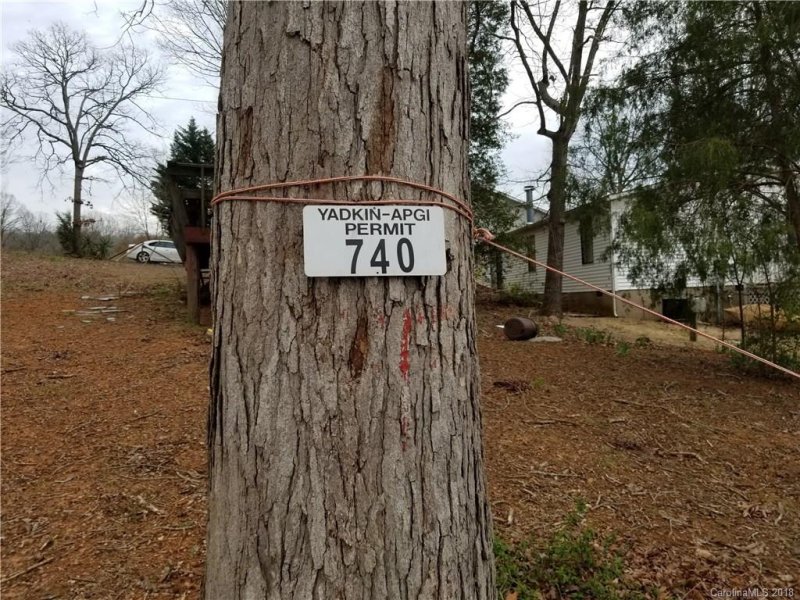 YADKIN-APGI
PERMIT
740
CarolinaMLS 2018